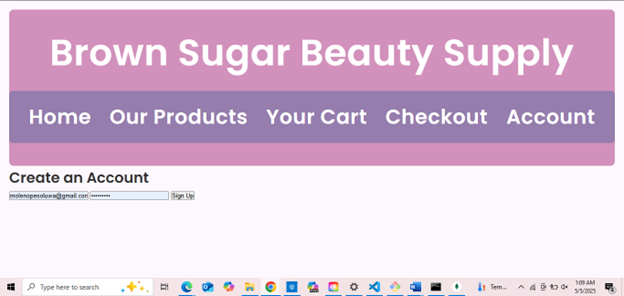 Brown Sugar Beauty Supply
Home Our Products Your Cart Checkout Account
Create an Account
molenopesoluwa@gmail.com ••••••••• Sign Up
Type here to search Tem... 1:09 AM
5/5/2025